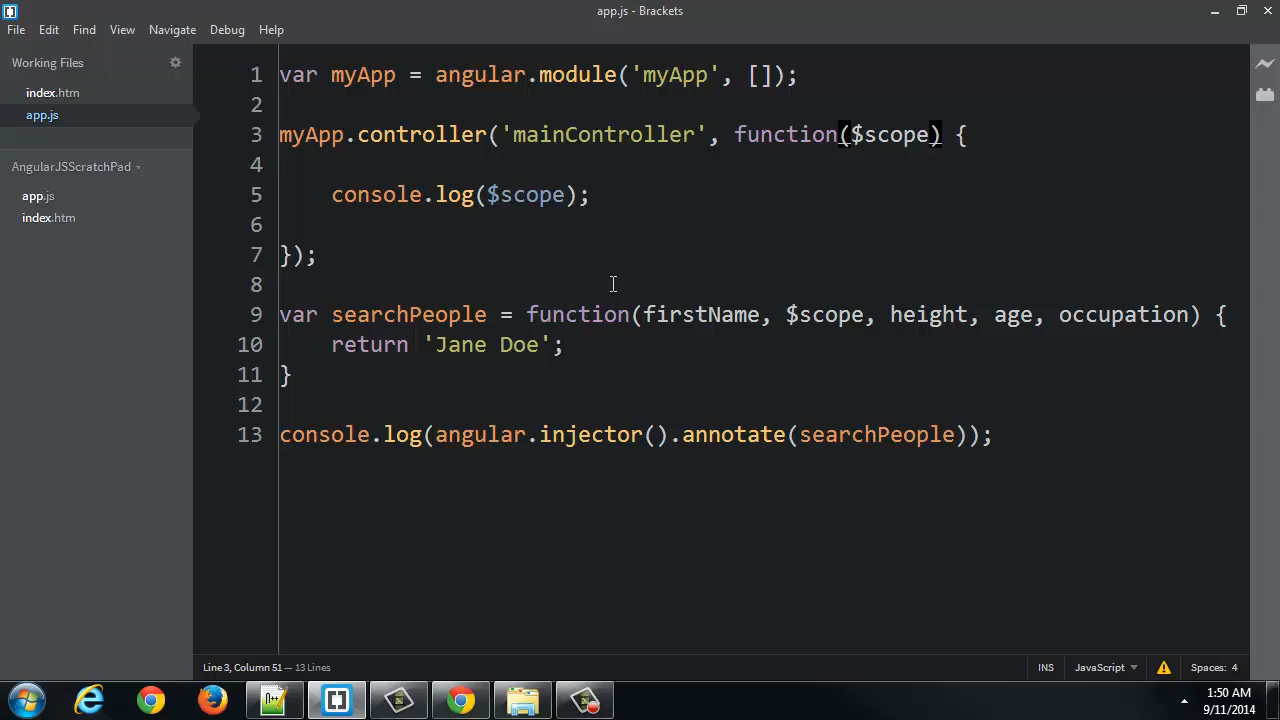 app.js - Brackets
File Edit Find View Navigate Debug Help
Working Files
index.htm
app.js
AngularJSScratchPad
app.js
index.htm
1 var myApp = angular.module('myApp', []);
2
3 myApp.controller('mainController', function($scope) {
4
5 console.log($scope);
6
7 });
8
9 var searchPeople = function(firstName, $scope, height, age, occupation) {
10 return 'Jane Doe';
11 }
12
13 console.log(angular.injector().annotate(searchPeople));
Line 3, Column 51 — 13 Lines
INS JavaScript Spaces: 4
1:50 AM
9/11/2014